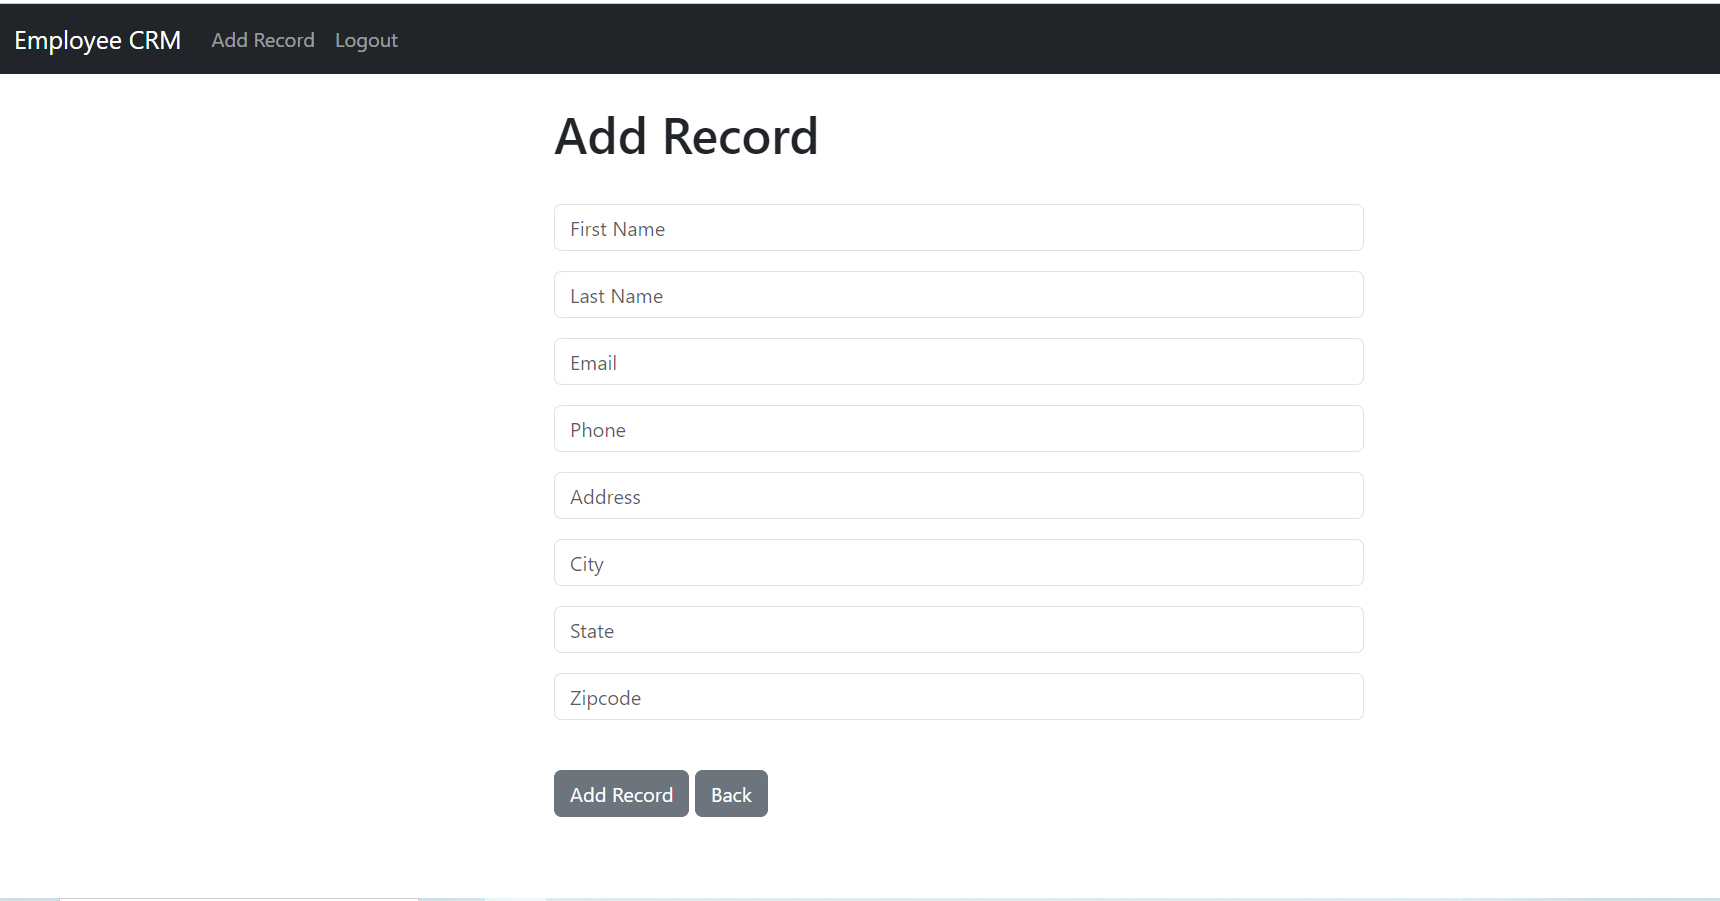 Employee CRM Add Record Logout
Add Record
First Name
Last Name
Email
Phone
Address
City
State
Zipcode
Add Record Back